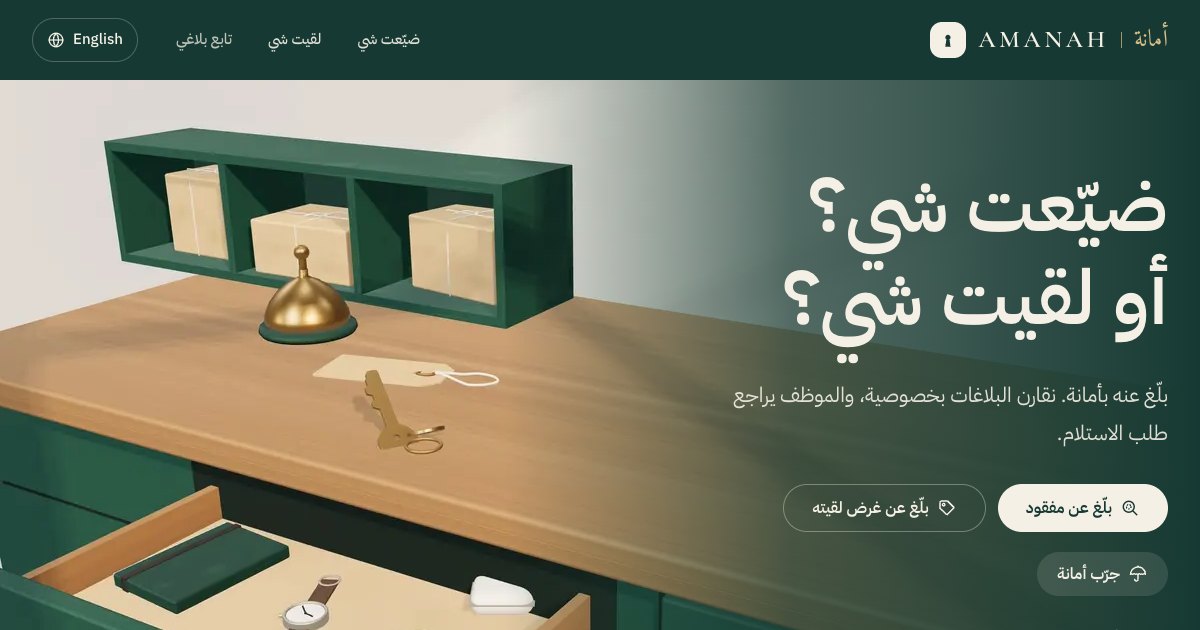 أمانة | AMANAH
ضيّعت شي
لقيت شي
تابع بلاغي
English
ضيّعت شي؟
أو لقيت شي؟
بلّغ عنه بأمانة. نقارن البلاغات بخصوصية، والموظف يراجع
طلب الاستلام.
بلّغ عن مفقود
بلّغ عن غرض لقيته
جرّب أمانة